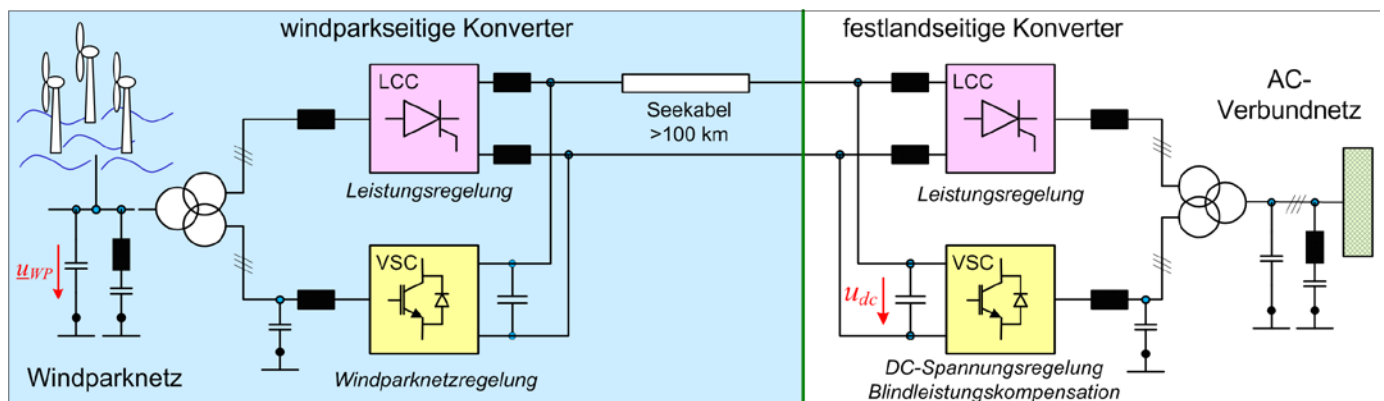 windparkseitige Konverter
festlandseitige Konverter
LCC
LCC
AC-
Verbundnetz
Seekabel
>100 km
Leistungsregelung
Leistungsregelung
u_WP
VSC
u_dc
VSC
Windparknetz
Windparknetzregelung
DC-Spannungsregelung
Blindleistungskompensation